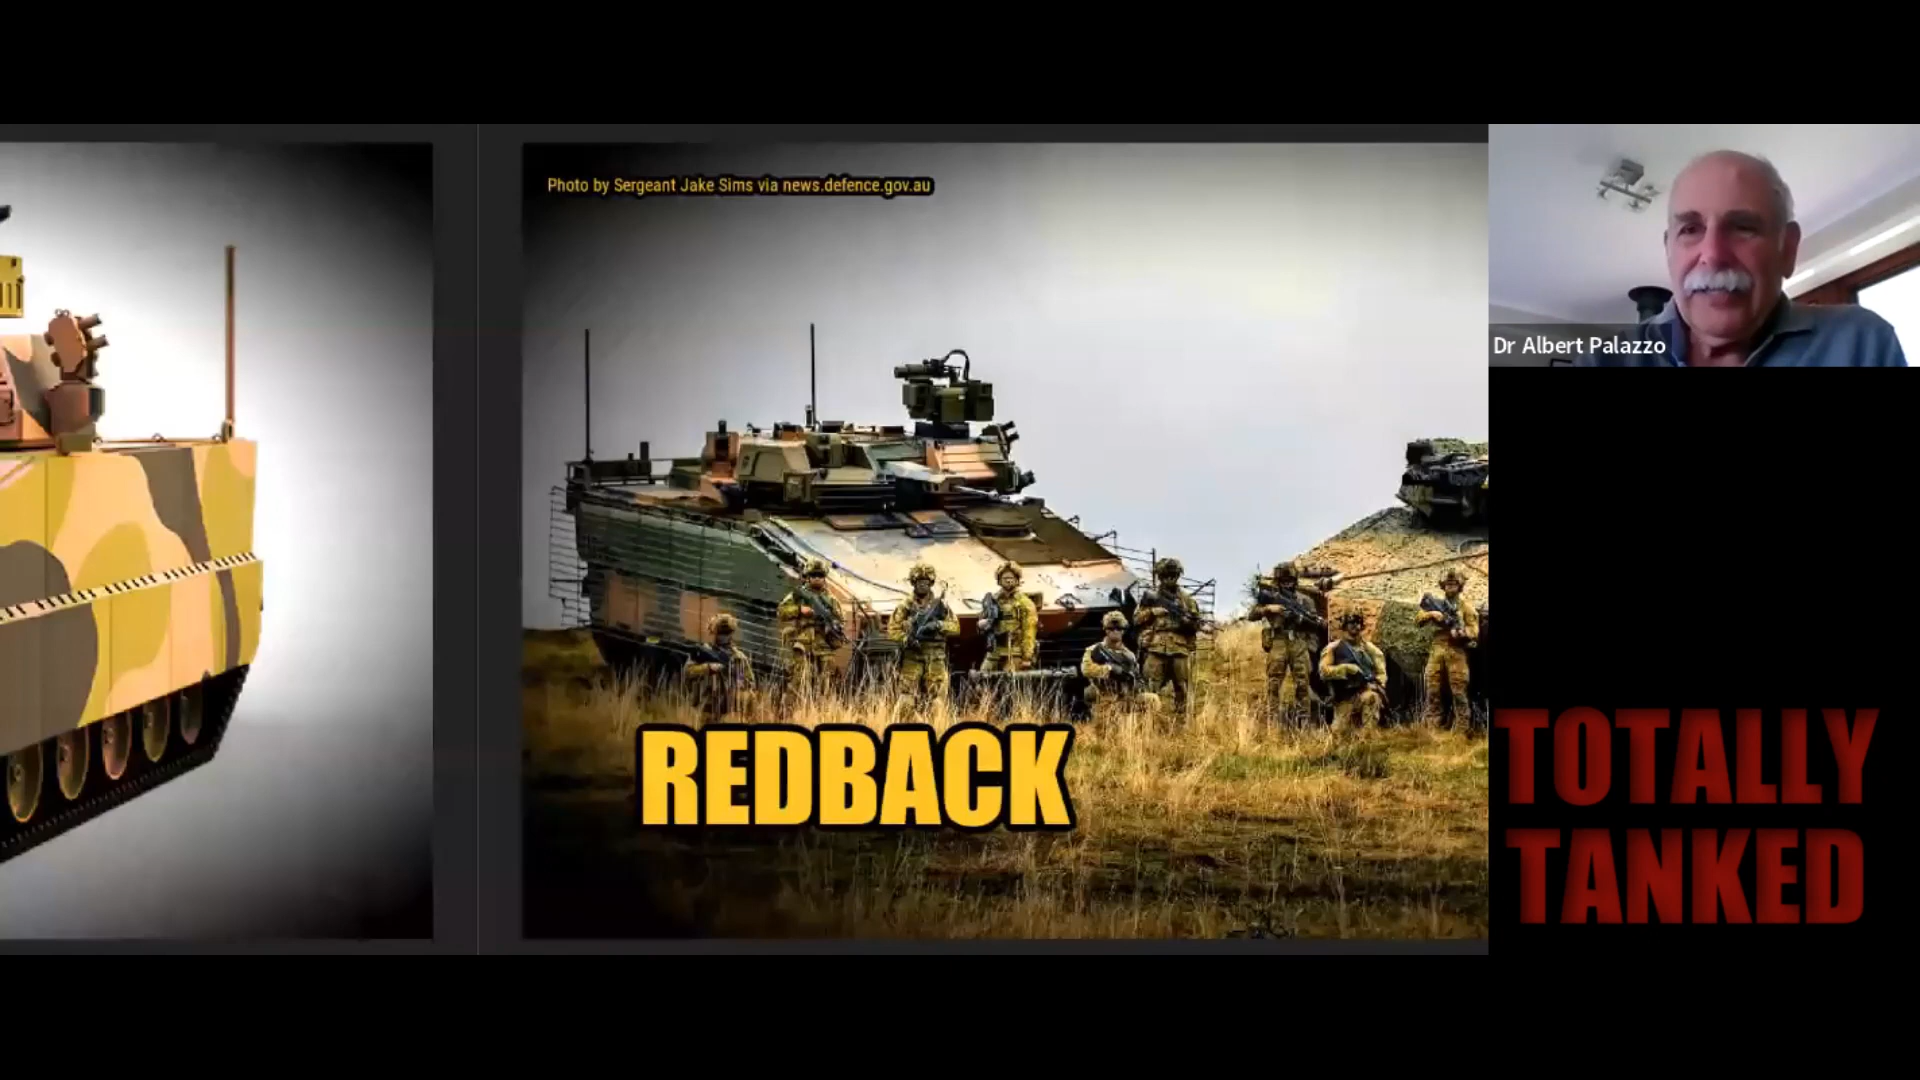 Photo by Sergeant Jake Sims via news.defence.gov.au
REDBACK
Dr Albert Palazzo
TOTALLY
TANKED